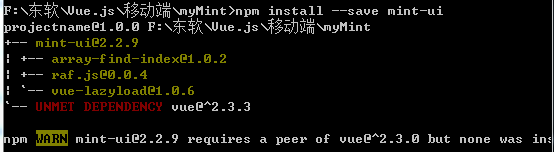 F:\东软\Vue.js\移动端\myMint>npm install --save mint-ui
projectname@1.0.0 F:\东软\Vue.js\移动端\myMint
+-- mint-ui@2.2.9
¦ +-- array-find-index@1.0.2
¦ +-- raf.js@0.0.4
¦ `-- vue-lazyload@1.0.6
`-- UNMET DEPENDENCY vue@^2.3.3
npm WARN mint-ui@2.2.9 requires a peer of vue@^2.3.0 but none was ins